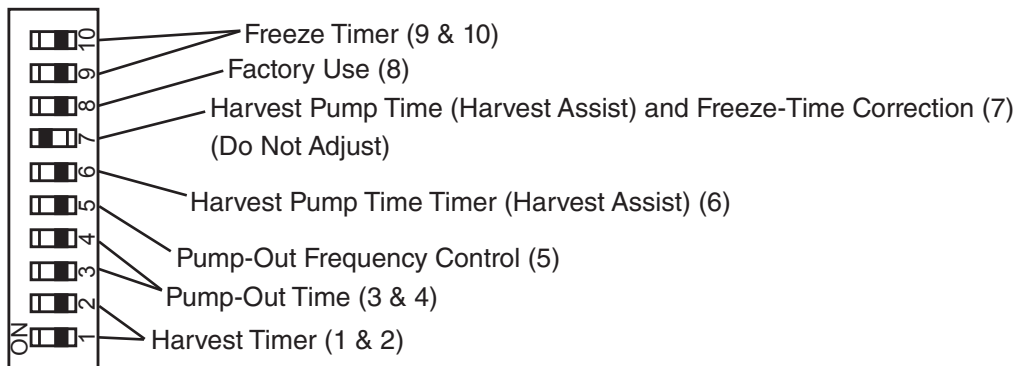 10 Freeze Timer (9 & 10)
9 Factory Use (8)
8 Harvest Pump Time (Harvest Assist) and Freeze-Time Correction (7)
7 (Do Not Adjust)
6 Harvest Pump Time Timer (Harvest Assist) (6)
5 Pump-Out Frequency Control (5)
4
3 Pump-Out Time (3 & 4)
2 Harvest Timer (1 & 2)
ON 1